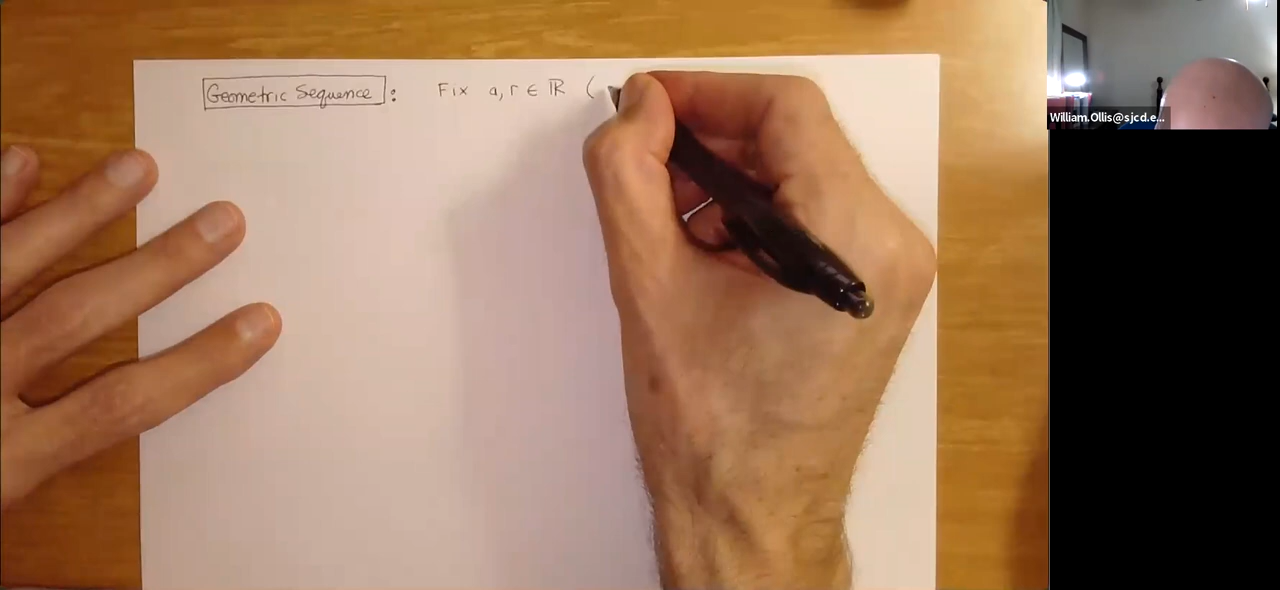 Geometric Sequence : Fix a, r ∈ ℝ (
William.Ollis@sjcd.e...